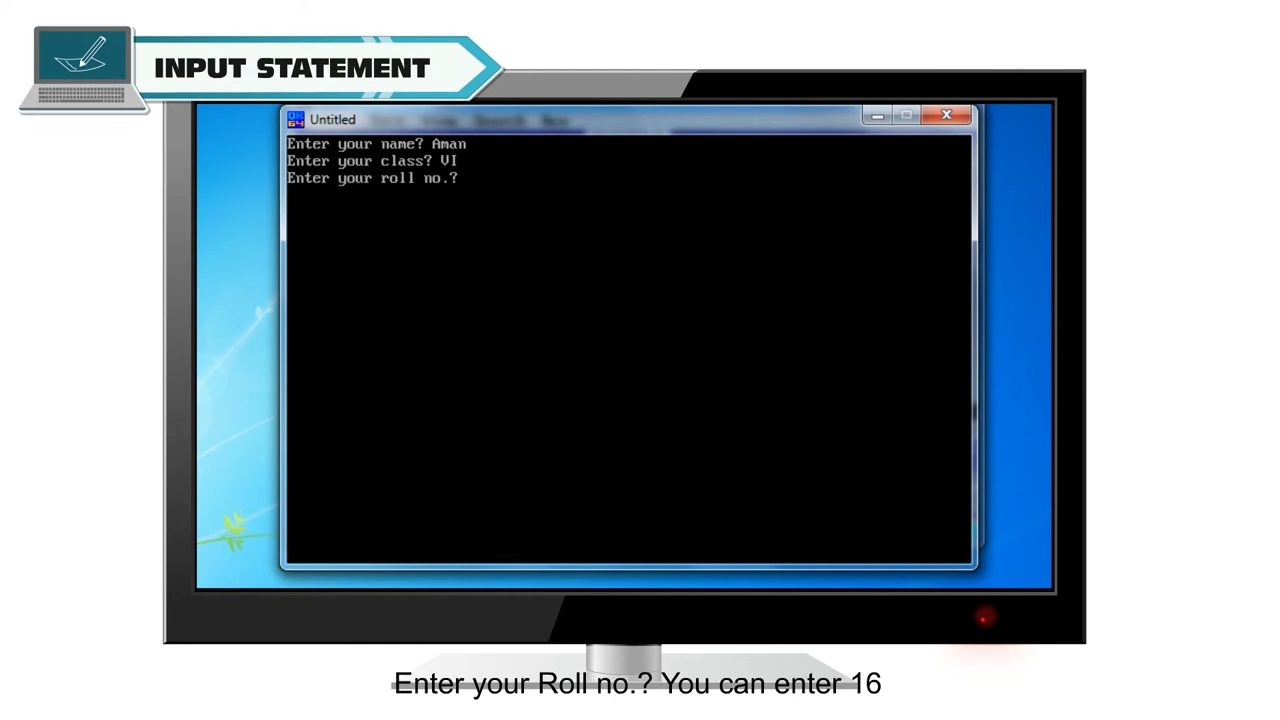 INPUT STATEMENT
Untitled
Enter your name? Aman
Enter your class? VI
Enter your roll no.?
Enter your Roll no.? You can enter 16